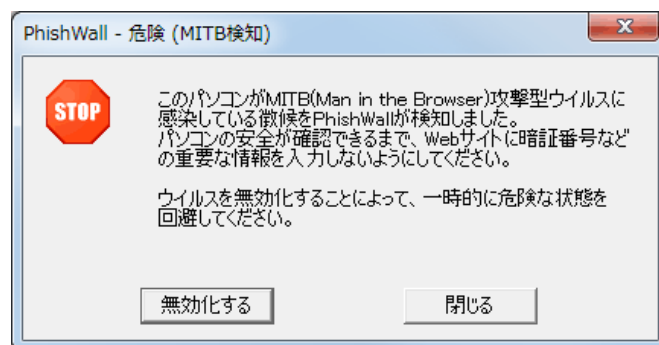 PhishWall - 危険 (MITB検知)
STOP
このパソコンがMITB(Man in the Browser)攻撃型ウイルスに
感染している徴候をPhishWallが検知しました。
パソコンの安全が確認できるまで、Webサイトに暗証番号など
の重要な情報を入力しないようにしてください。
ウイルスを無効化することによって、一時的に危険な状態を
回避してください。
無効化する
閉じる